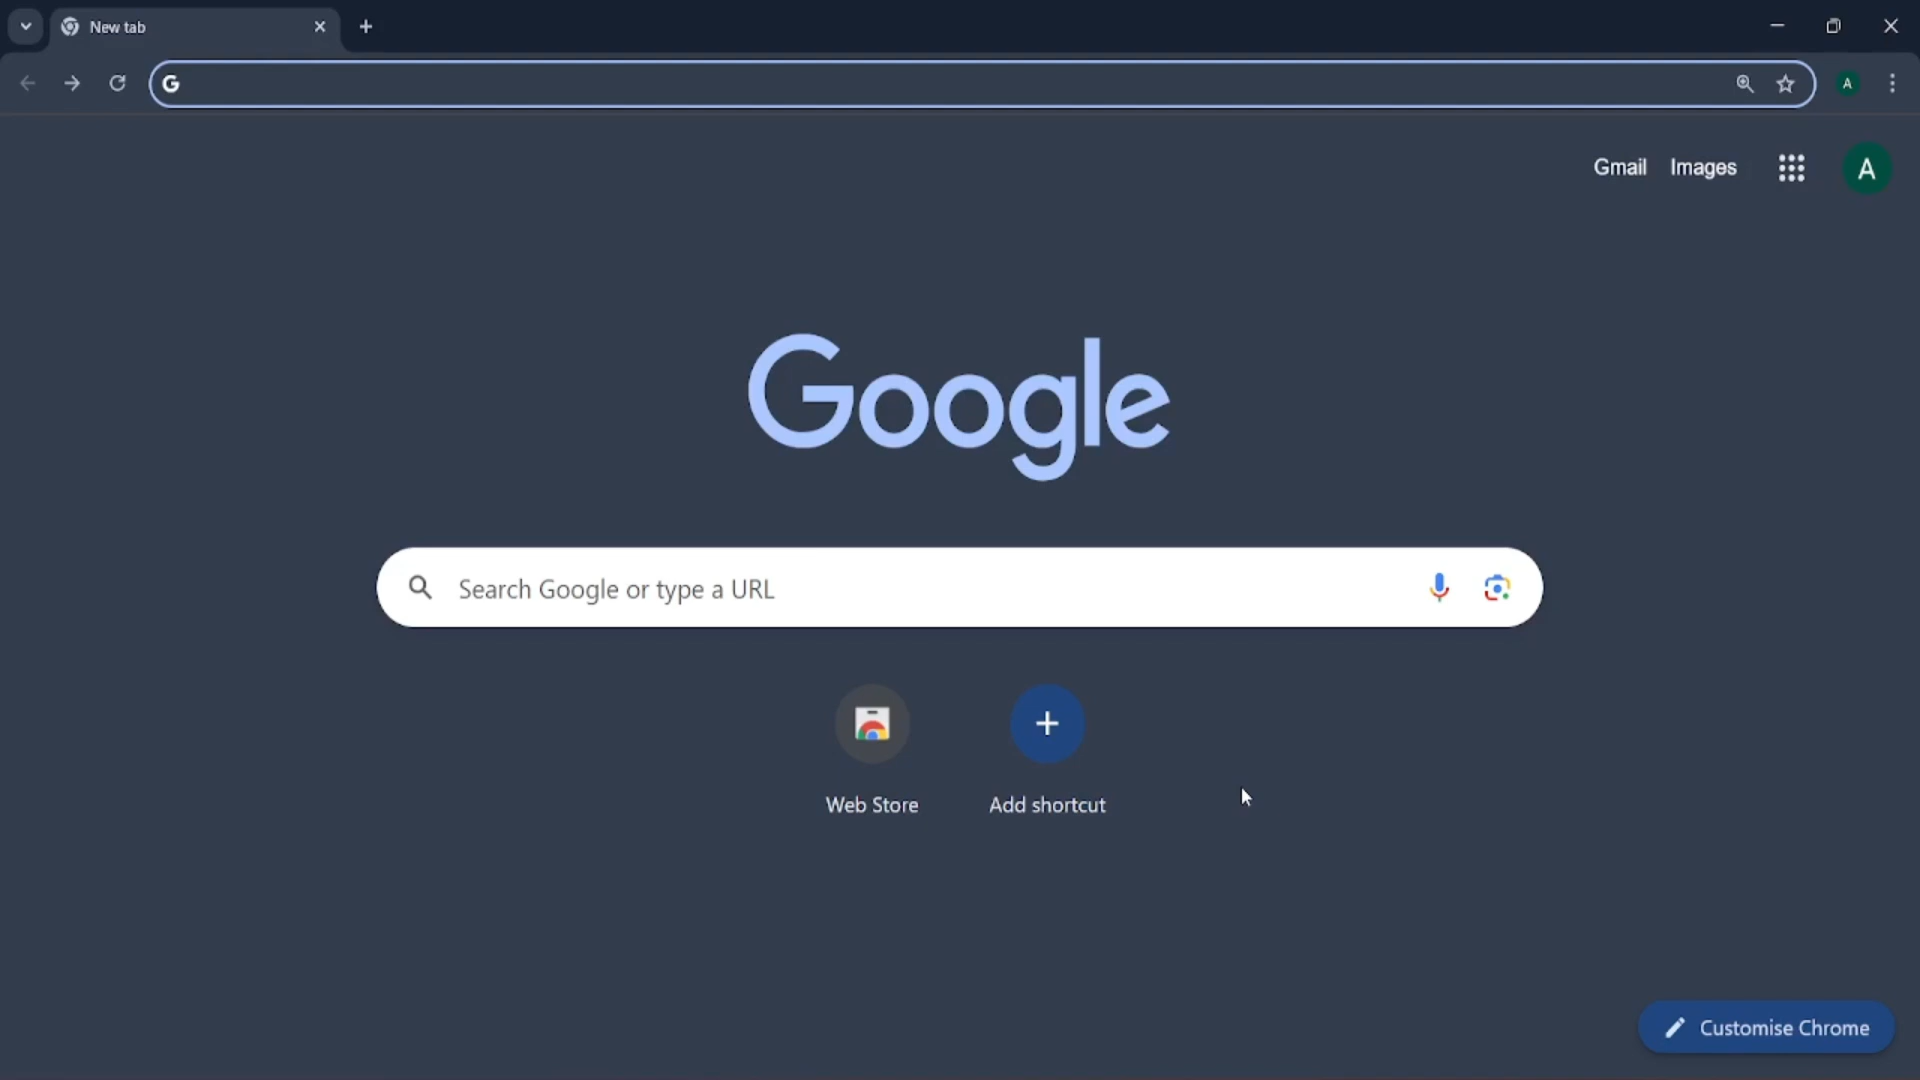 New tab
G
A
Gmail Images
A
Google
Search Google or type a URL
Web Store
Add shortcut
Customise Chrome